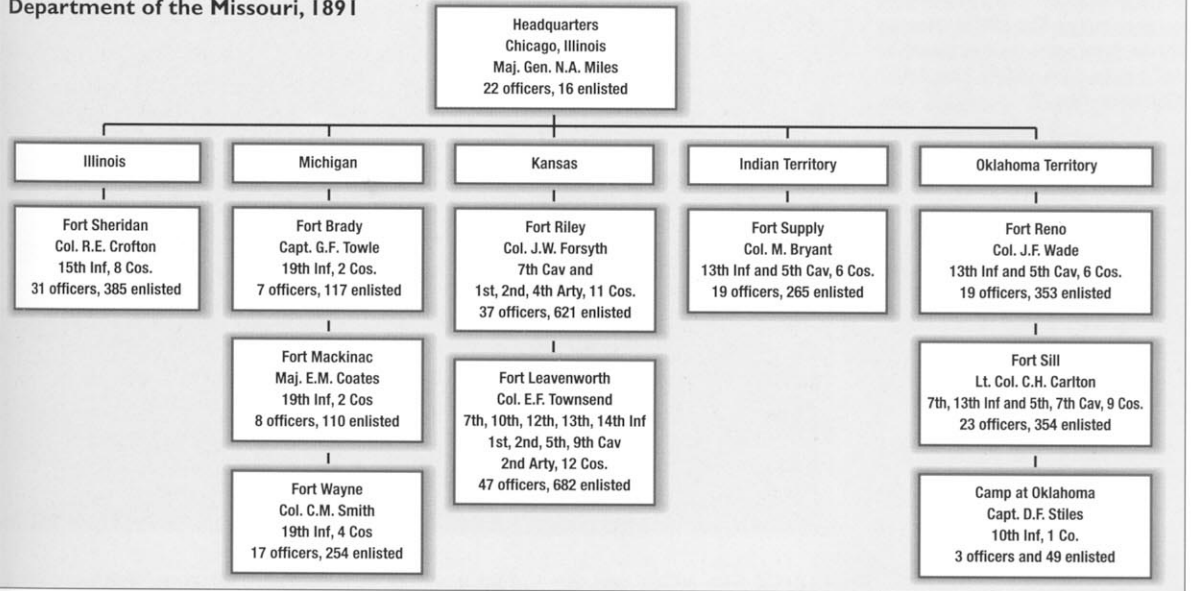 Department of the Missouri, 1891
Headquarters
Chicago, Illinois
Maj. Gen. N.A. Miles
22 officers, 16 enlisted
Illinois
Fort Sheridan
Col. R.E. Crofton
15th Inf, 8 Cos.
31 officers, 385 enlisted
Michigan
Fort Brady
Capt. G.F. Towle
19th Inf, 2 Cos.
7 officers, 117 enlisted
Fort Mackinac
Maj. E.M. Coates
19th Inf, 2 Cos
8 officers, 110 enlisted
Fort Wayne
Col. C.M. Smith
19th Inf, 4 Cos
17 officers, 254 enlisted
Kansas
Fort Riley
Col. J.W. Forsyth
7th Cav and
1st, 2nd, 4th Arty, 11 Cos.
37 officers, 621 enlisted
Fort Leavenworth
Col. E.F. Townsend
7th, 10th, 12th, 13th, 14th Inf
1st, 2nd, 5th, 9th Cav
2nd Arty, 12 Cos.
47 officers, 682 enlisted
Indian Territory
Fort Supply
Col. M. Bryant
13th Inf and 5th Cav, 6 Cos.
19 officers, 265 enlisted
Oklahoma Territory
Fort Reno
Col. J.F. Wade
13th Inf and 5th Cav, 6 Cos.
19 officers, 353 enlisted
Fort Sill
Lt. Col. C.H. Carlton
7th, 13th Inf and 5th, 7th Cav, 9 Cos.
23 officers, 354 enlisted
Camp at Oklahoma
Capt. D.F. Stiles
10th Inf, 1 Co.
3 officers and 49 enlisted